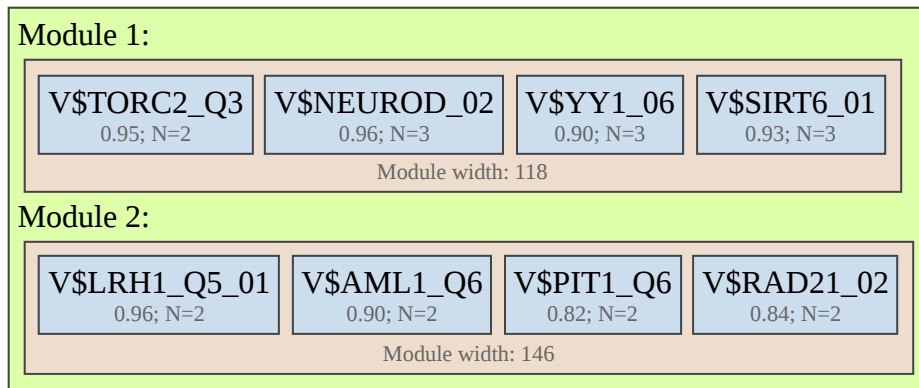 Module 1:
V$TORC2_Q3 V$NEUROD_02 V$YY1_06 V$SIRT6_01
0.95; N=2 0.96; N=3 0.90; N=3 0.93; N=3
Module width: 118
Module 2:
V$LRH1_Q5_01 V$AML1_Q6 V$PIT1_Q6 V$RAD21_02
0.96; N=2 0.90; N=2 0.82; N=2 0.84; N=2
Module width: 146